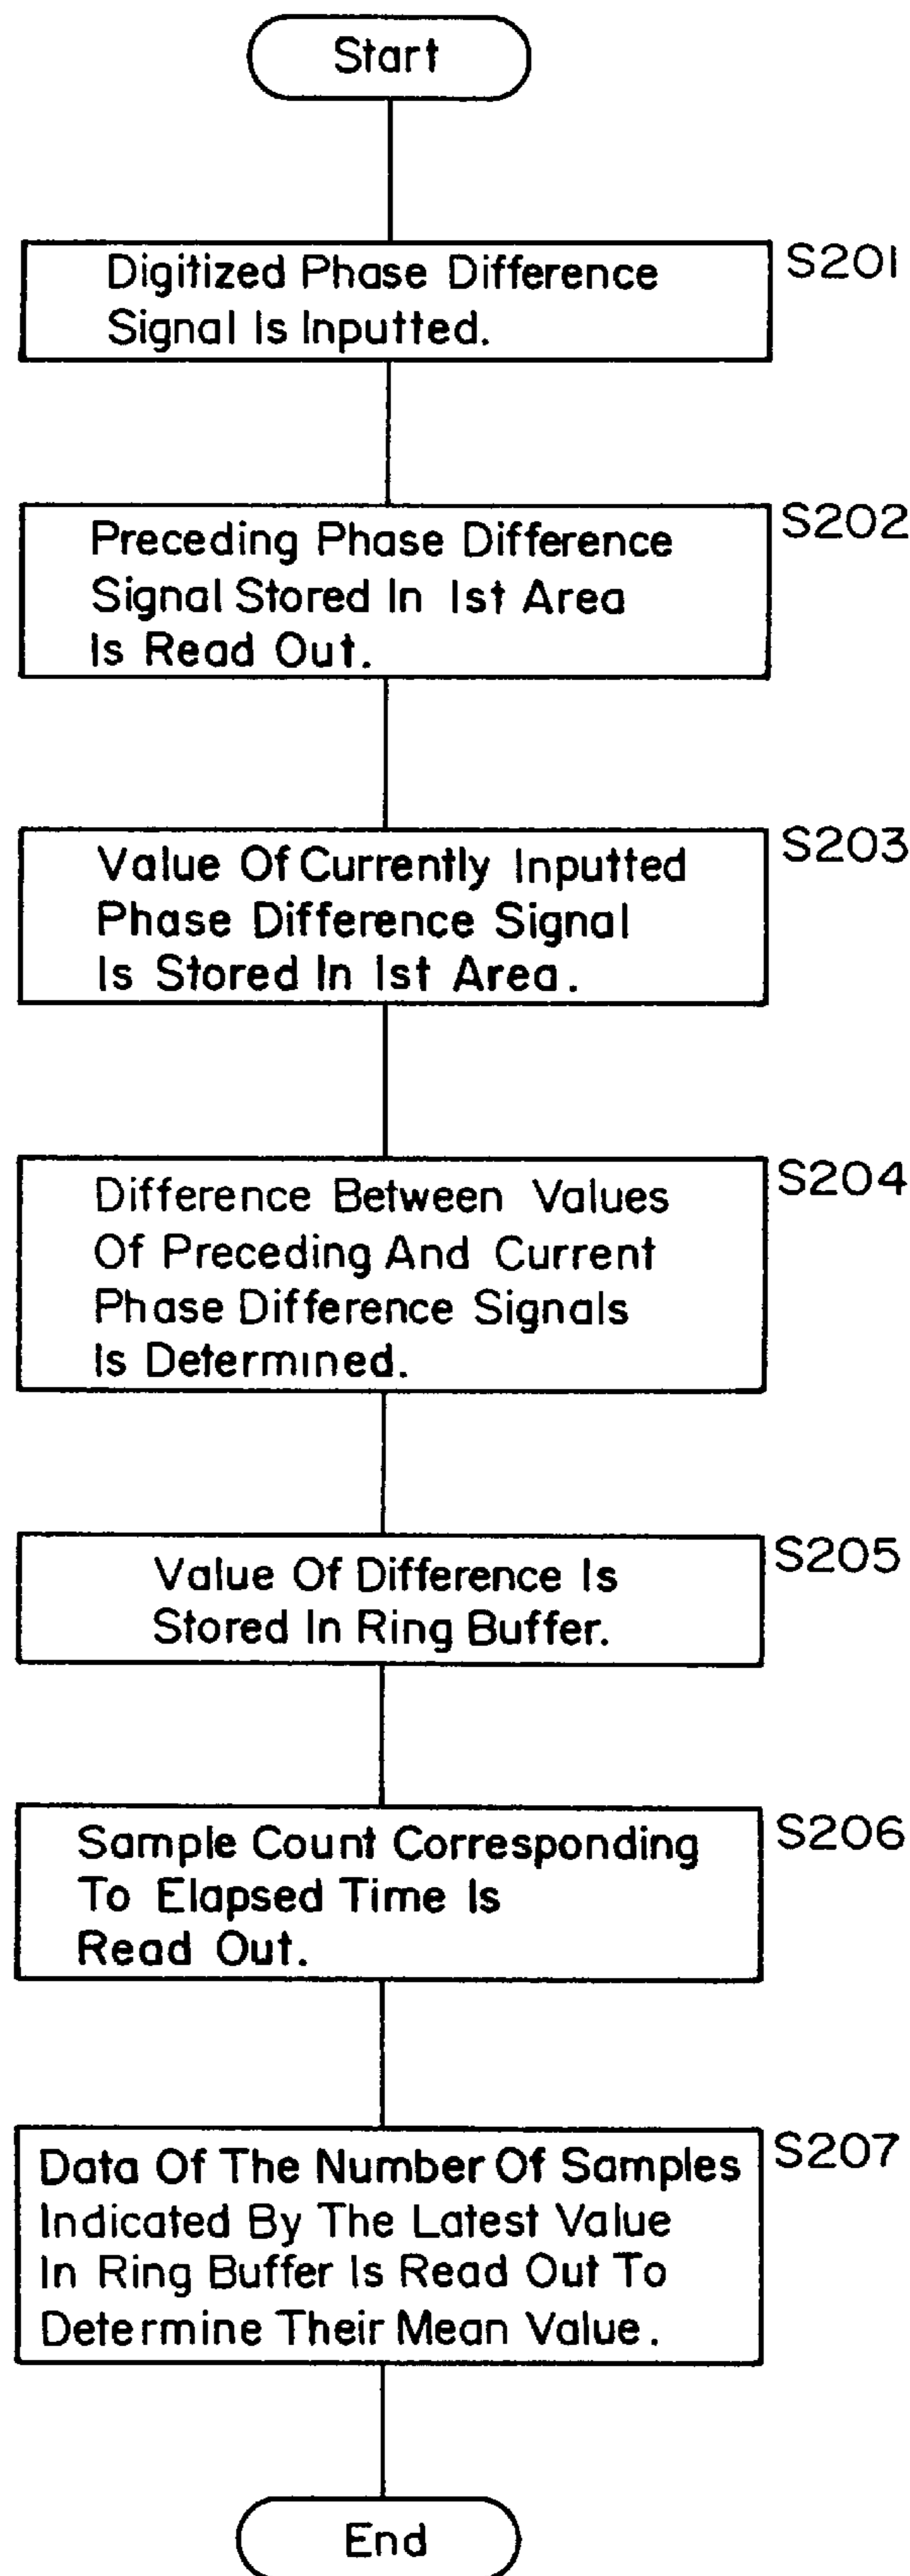 Start
S201
Digitized Phase Difference
Signal Is Inputted.
S202
Preceding Phase Difference
Signal Stored In 1st Area
Is Read Out.
S203
Value Of Currently Inputted
Phase Difference Signal
Is Stored In 1st Area.
S204
Difference Between Values
Of Preceding And Current
Phase Difference Signals
Is Determined.
S205
Value Of Difference Is
Stored In Ring Buffer.
S206
Sample Count Corresponding
To Elapsed Time Is
Read Out.
S207
Data Of The Number Of Samples
Indicated By The Latest Value
In Ring Buffer Is Read Out To
Determine Their Mean Value.
End